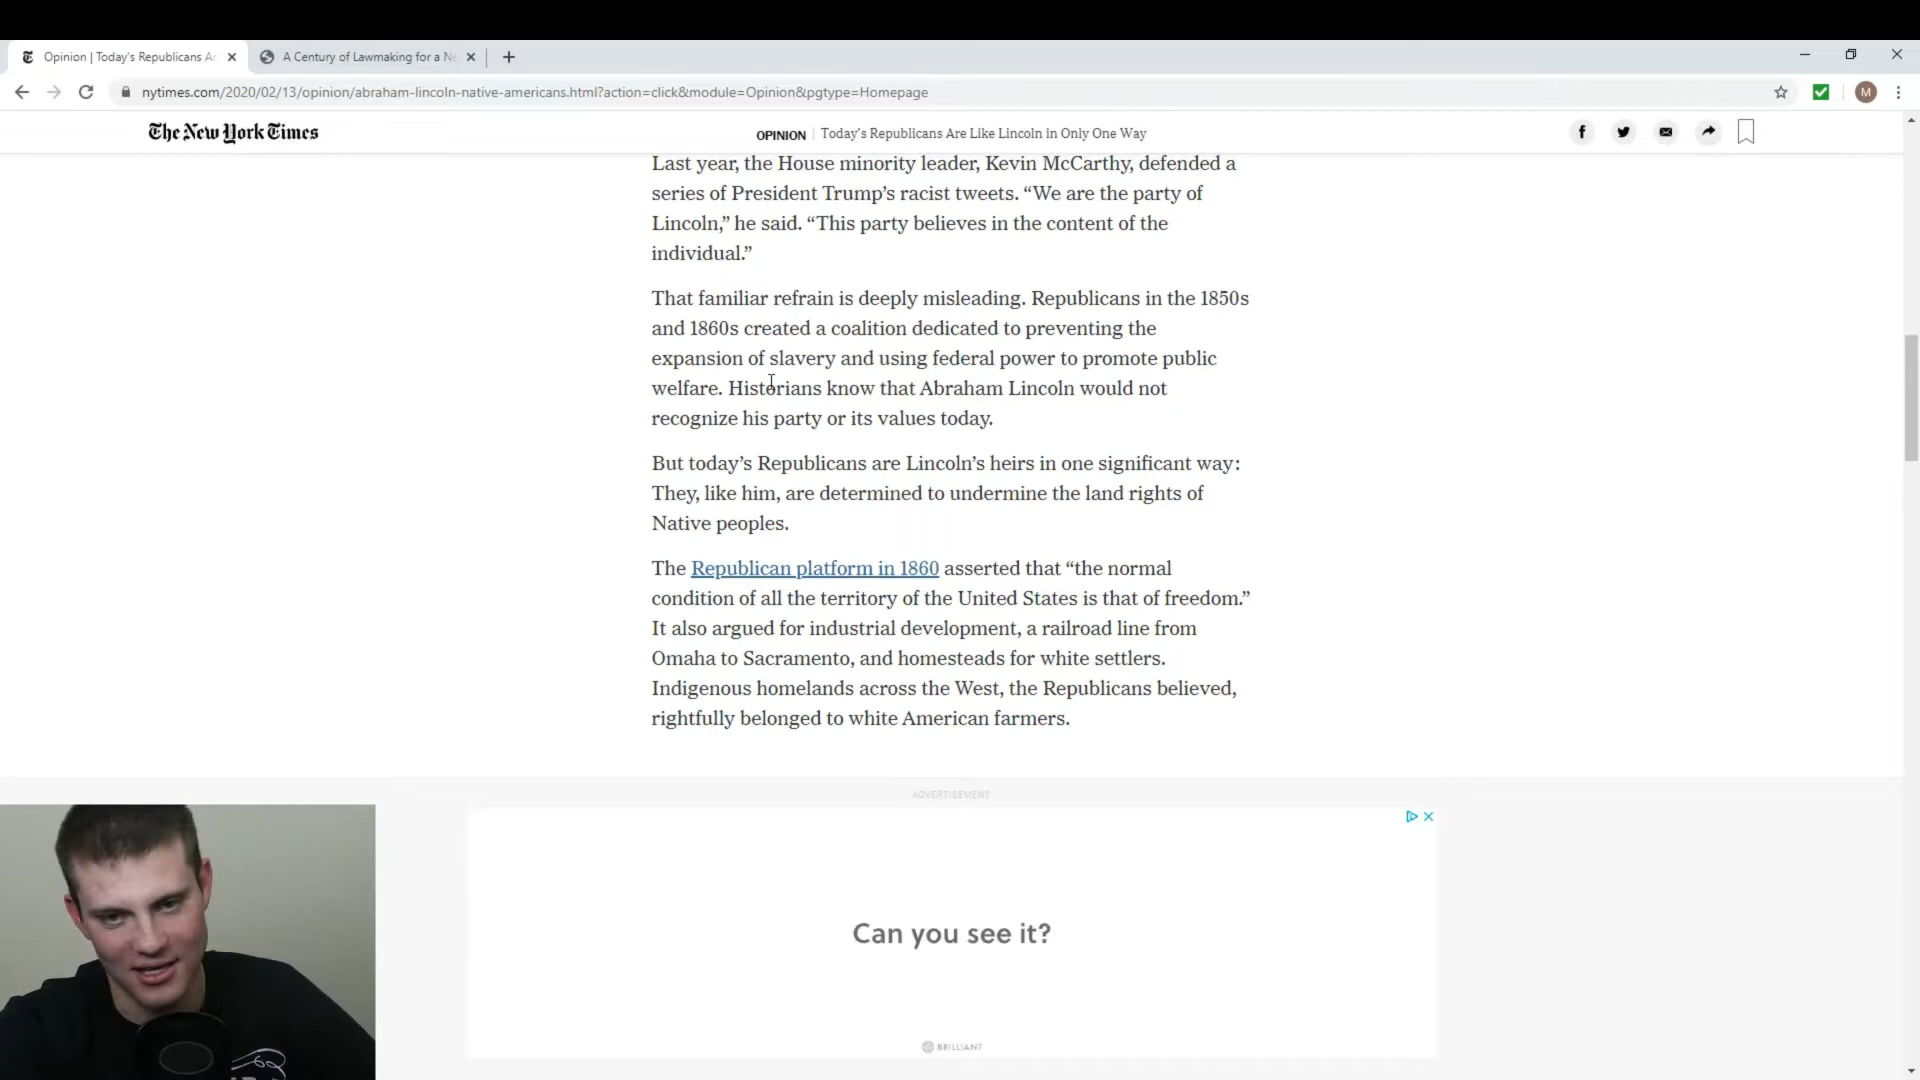 Opinion | Today's Republicans Ar
A Century of Lawmaking for a Ne
nytimes.com/2020/02/13/opinion/abraham-lincoln-native-americans.html?action=click&module=Opinion&pgtype=Homepage
M
The New York Times
OPINION | Today's Republicans Are Like Lincoln in Only One Way
Last year, the House minority leader, Kevin McCarthy, defended a
series of President Trump's racist tweets. “We are the party of
Lincoln,” he said. “This party believes in the content of the
individual.”
That familiar refrain is deeply misleading. Republicans in the 1850s
and 1860s created a coalition dedicated to preventing the
expansion of slavery and using federal power to promote public
welfare. Historians know that Abraham Lincoln would not
recognize his party or its values today.
But today's Republicans are Lincoln's heirs in one significant way:
They, like him, are determined to undermine the land rights of
Native peoples.
The Republican platform in 1860 asserted that “the normal
condition of all the territory of the United States is that of freedom.”
It also argued for industrial development, a railroad line from
Omaha to Sacramento, and homesteads for white settlers.
Indigenous homelands across the West, the Republicans believed,
rightfully belonged to white American farmers.
ADVERTISEMENT
Can you see it?
BRILLIANT